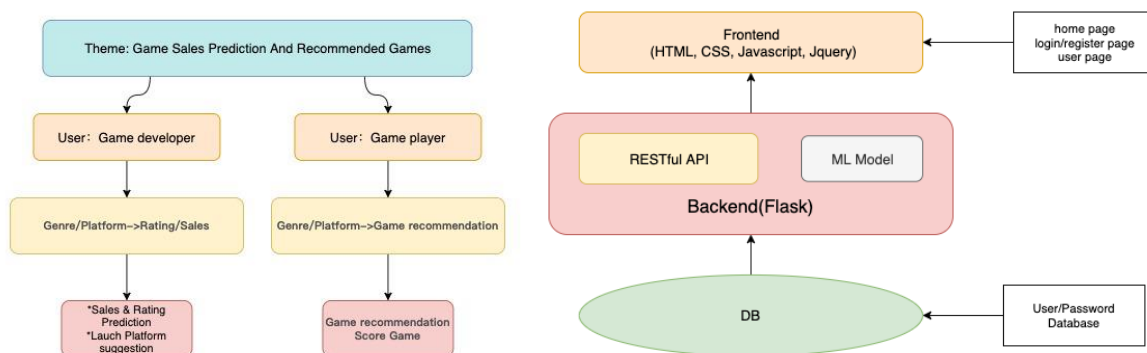 Theme: Game Sales Prediction And Recommended Games
User: Game developer
User: Game player
Genre/Platform->Rating/Sales
Genre/Platform->Game recommendation
*Sales & Rating
Prediction
*Lauch Platform
suggestion
Game recommendation
Score Game
Frontend
(HTML, CSS, Javascript, Jquery)
home page
login/register page
user page
RESTful API
ML Model
Backend(Flask)
DB
User/Password
Database